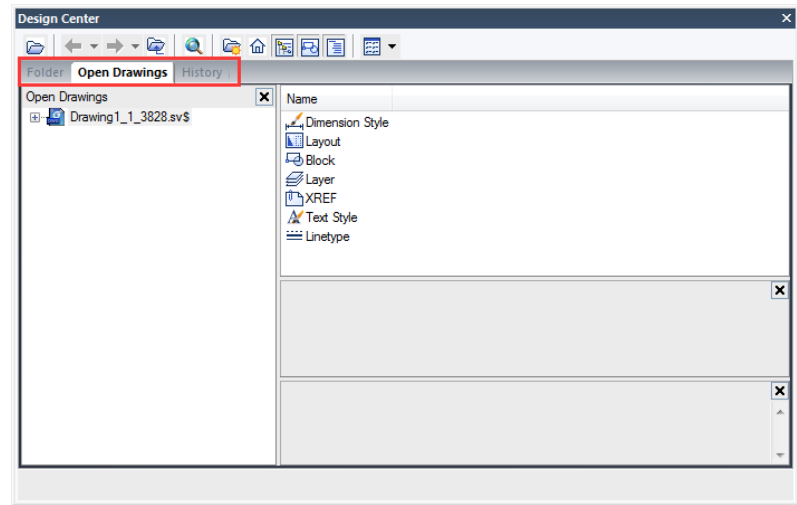 Design Center
Folder Open Drawings History
Open Drawings
Drawing1_1_3828.sv$
Name
Dimension Style
Layout
Block
Layer
XREF
Text Style
Linetype